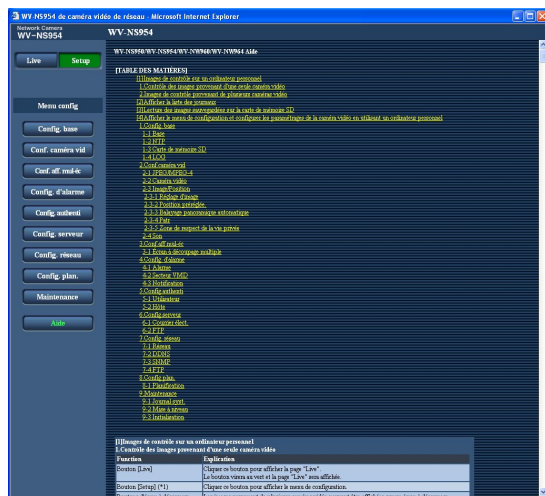 WV-NS954 de caméra vidéo de réseau - Microsoft Internet Explorer
Network Camera
WV-NS954
WV-NS954
Live
Setup
Menu config
Config. base
Conf. caméra vid
Conf. aff. mul-éc
Config. d'alarme
Config. authenti
Config. serveur
Config. réseau
Config. plan.
Maintenance
Aide
WV-NS950/WV-NS954/WV-NW960/WV-NW964 Aide
[TABLE DES MATIÈRES]
[1]Images de contrôle sur un ordinateur personnel
1.Contrôle des images provenant d'une seule caméra vidéo
2.Images de contrôle provenant de plusieurs caméras vidéo
[2]Afficher la liste des journaux
[3]Lecture des images sauvegardées sur la carte de mémoire SD
[4]Afficher le menu de configuration et configurer les paramétrages de la caméra vidéo en utilisant un ordinateur personnel
1.Config. base
1-1 Base
1-2 NTP
1-3 Carte de mémoire SD
1-4 LOG
2.Conf caméra vid
2-1 JPEG/MPEG-4
2-2 Caméra vidéo
2-3 Image/Position
2-3-1 Réglage d'image
2-3-2 Position préréglée.
2-3-3 Balayage panoramique automatique
2-3-4 Patr
2-3-5 Zone de respect de la vie privée
2-4 Son
3.Conf aff mul-éc
3-1 Écran à découpage multiple
4.Config. d'alarme
4-1 Alarme
4-2 Secteur VMD
4-3 Notification
5.Config authenti
5-1 Utilisateur
5-2 Hôte
6.Config serveur
6-1 Courrier élect.
6-2 FTP
7.Config. réseau
7-1 Réseau
7-2 DDNS
7-3 SNMP
7-4 FTP
8.Config plan.
8-1 Planification
9.Maintenance
9-1 Journal syst.
9-2 Mise à niveau
9-3 Initialisation
[1]Images de contrôle sur un ordinateur personnel
1.Contrôle des images provenant d'une seule caméra vidéo
Function Explication
Bouton [Live] Cliquer ce bouton pour afficher la page "Live".
Le bouton virera au vert et la page "Live" sera affichée.
Bouton [Setup] (*1) Cliquer ce bouton pour afficher le menu de configuration.